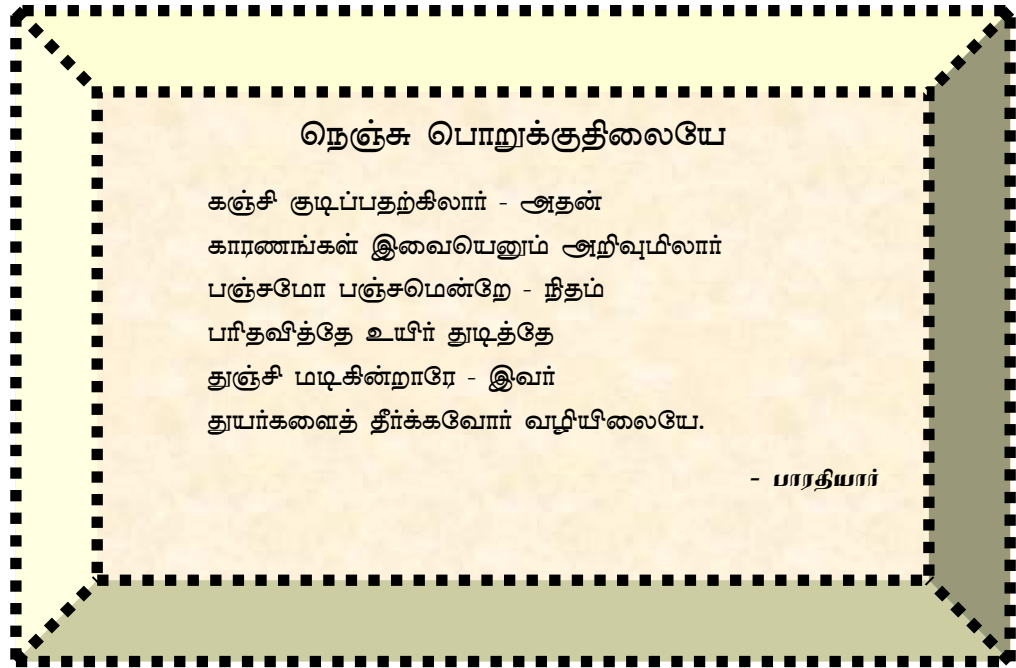 நெஞ்சு பொறுக்குதிலையே
கஞ்சி குடிப்பதற்கிலார் - அதன்
காரணங்கள் இவையெனும் அறிவுமிலார்
பஞ்சமோ பஞ்சமென்றே - நிதம்
பரிதவித்தே உயிர் துடித்தே
துஞ்சி மடிகின்றாரே - இவர்
துயர்களைத் தீர்க்கவோர் வழியிலையே.
- பாரதியார்